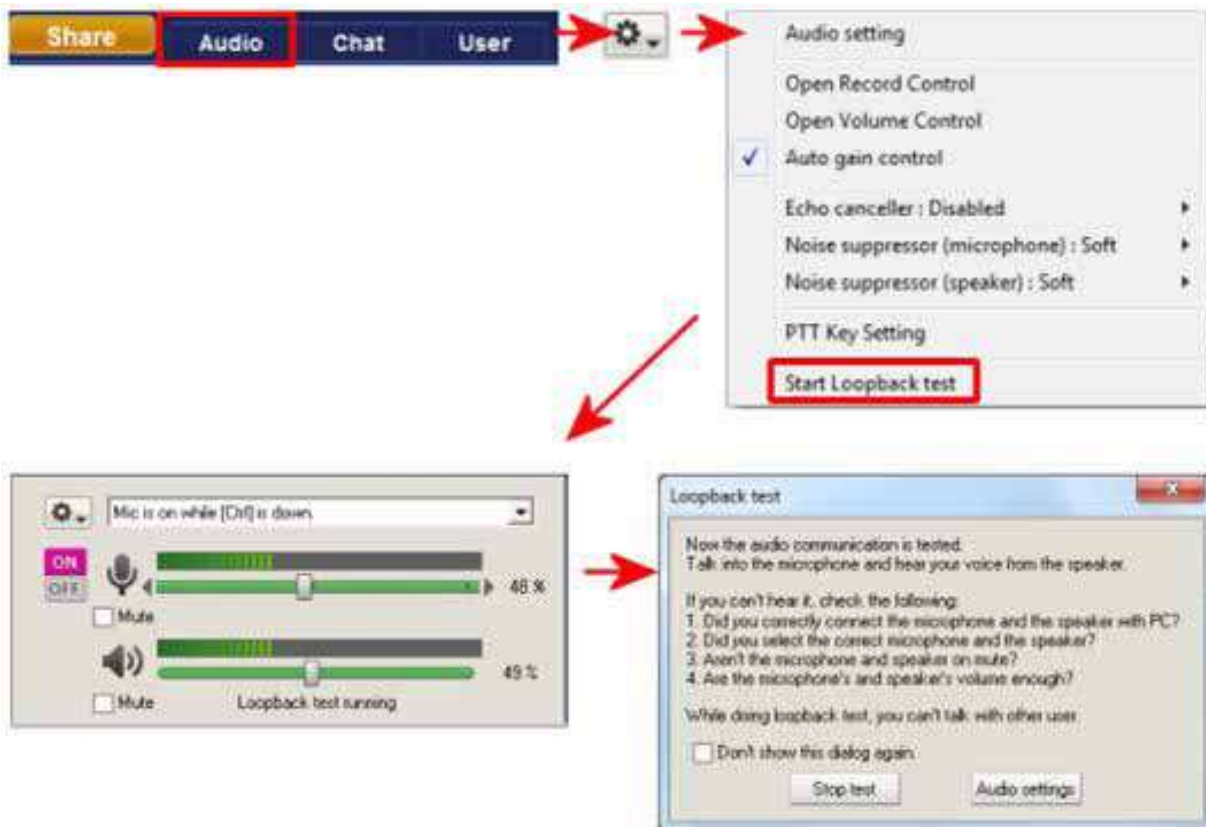 Share Audio Chat User
Audio setting
Open Record Control
Open Volume Control
Auto gain control
Echo canceller : Disabled
Noise suppressor (microphone) : Soft
Noise suppressor (speaker) : Soft
PTT Key Setting
Start Loopback test
Mic is on while [Ctrl] is down.
ON
OFF
46 %
Mute
49 %
Mute
Loopback test running
Loopback test
Now the audio communication is tested.
Talk into the microphone and hear your voice from the speaker.
If you can't hear it, check the following:
1. Did you correctly connect the microphone and the speaker with PC?
2. Did you select the correct microphone and the speaker?
3. Aren't the microphone and speaker on mute?
4. Are the microphone's and speaker's volume enough?
While doing loopback test, you can't talk with other user.
Don't show this dialog again.
Stop test
Audio settings